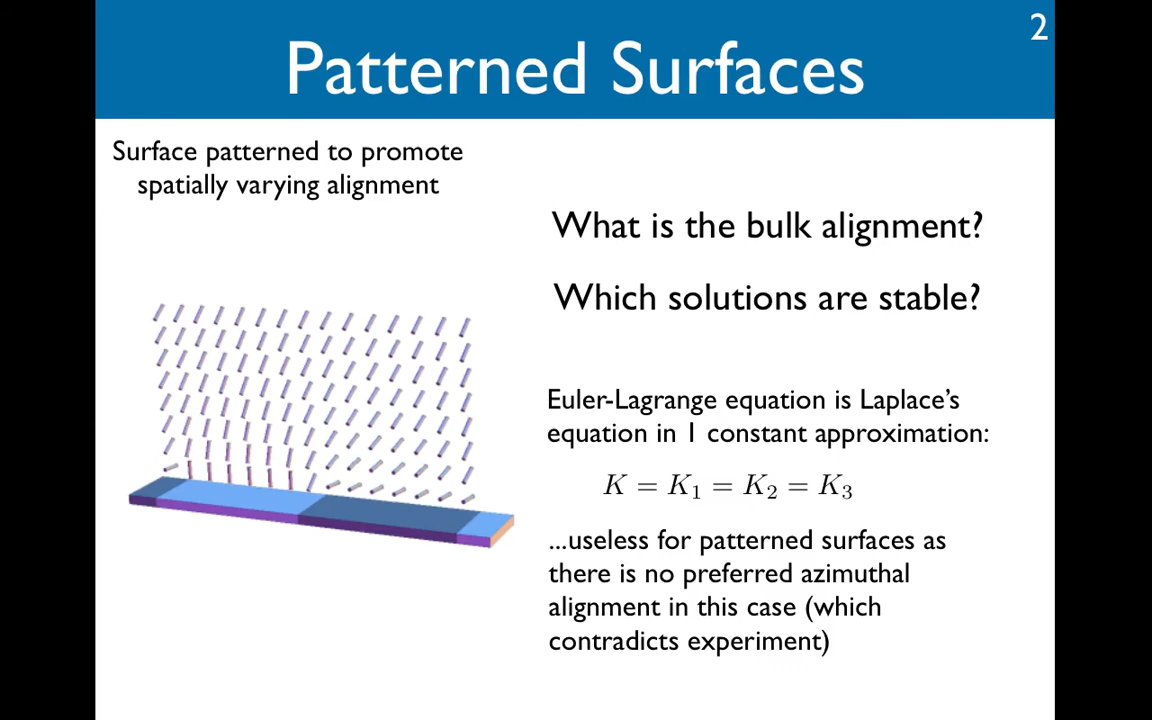 2
Patterned Surfaces
Surface patterned to promote
spatially varying alignment
What is the bulk alignment?
Which solutions are stable?
Euler-Lagrange equation is Laplace’s
equation in 1 constant approximation:
K = K₁ = K₂ = K₃
...useless for patterned surfaces as
there is no preferred azimuthal
alignment in this case (which
contradicts experiment)